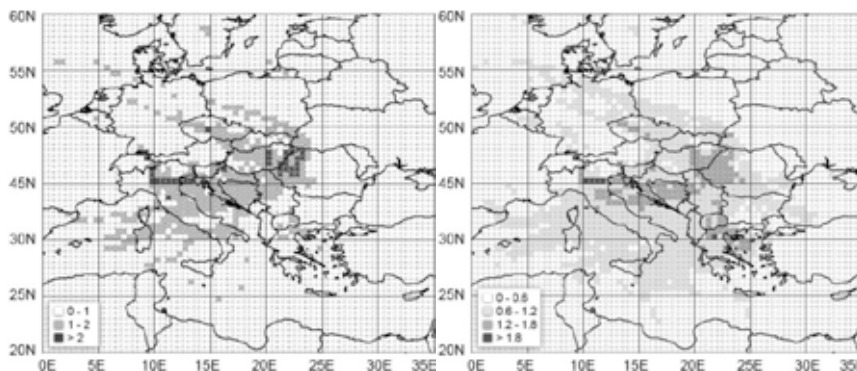 60N
55N
50N
45N
30N
25N
20N
0 - 1
1 - 2
> 2
0E 5E 10E 15E 20E 25E 30E 35E
60N
55N
50N
45N
30N
25N
20N
0 - 0.6
0.6 - 1.2
1.2 - 1.8
> 1.8
0E 5E 10E 15E 20E 25E 30E 35E